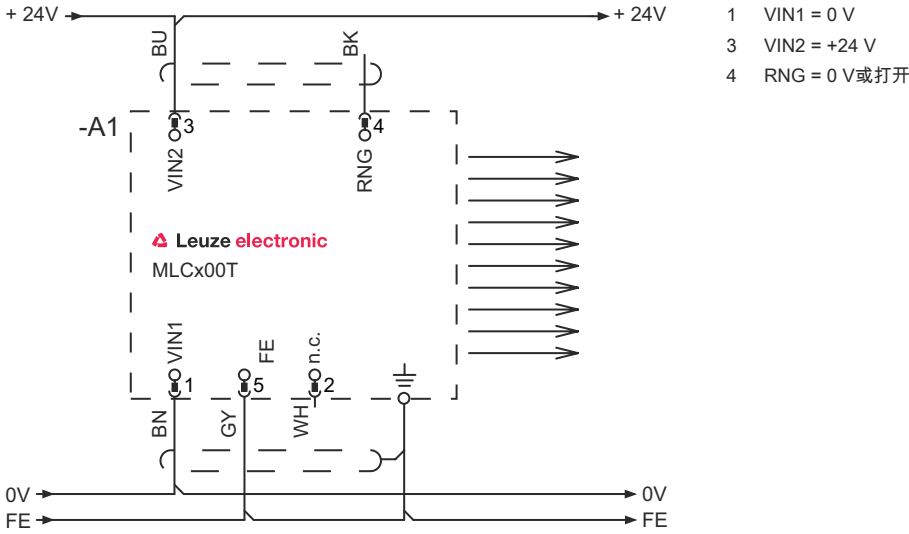 + 24V
+ 24V
1 VIN1 = 0 V
3 VIN2 = +24 V
4 RNG = 0 V或打开
BU
BK
-A1
3
4
VIN2
RNG
Leuze electronic
MLCx00T
VIN1
FE
n.c.
1
5
2
BN
GY
WH
0V
0V
FE
FE